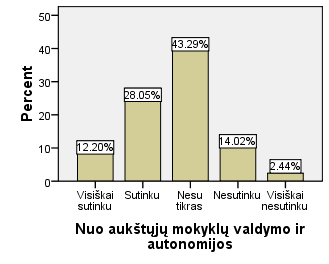 50
40
30
20
10
0
Percent
12.20%
28.05%
43.29%
14.02%
2.44%
Visiškai sutinku
Sutinku
Nesu tikras
Nesutinku
Visiškai nesutinku
Nuo aukštųjų mokyklų valdymo ir
autonomijos